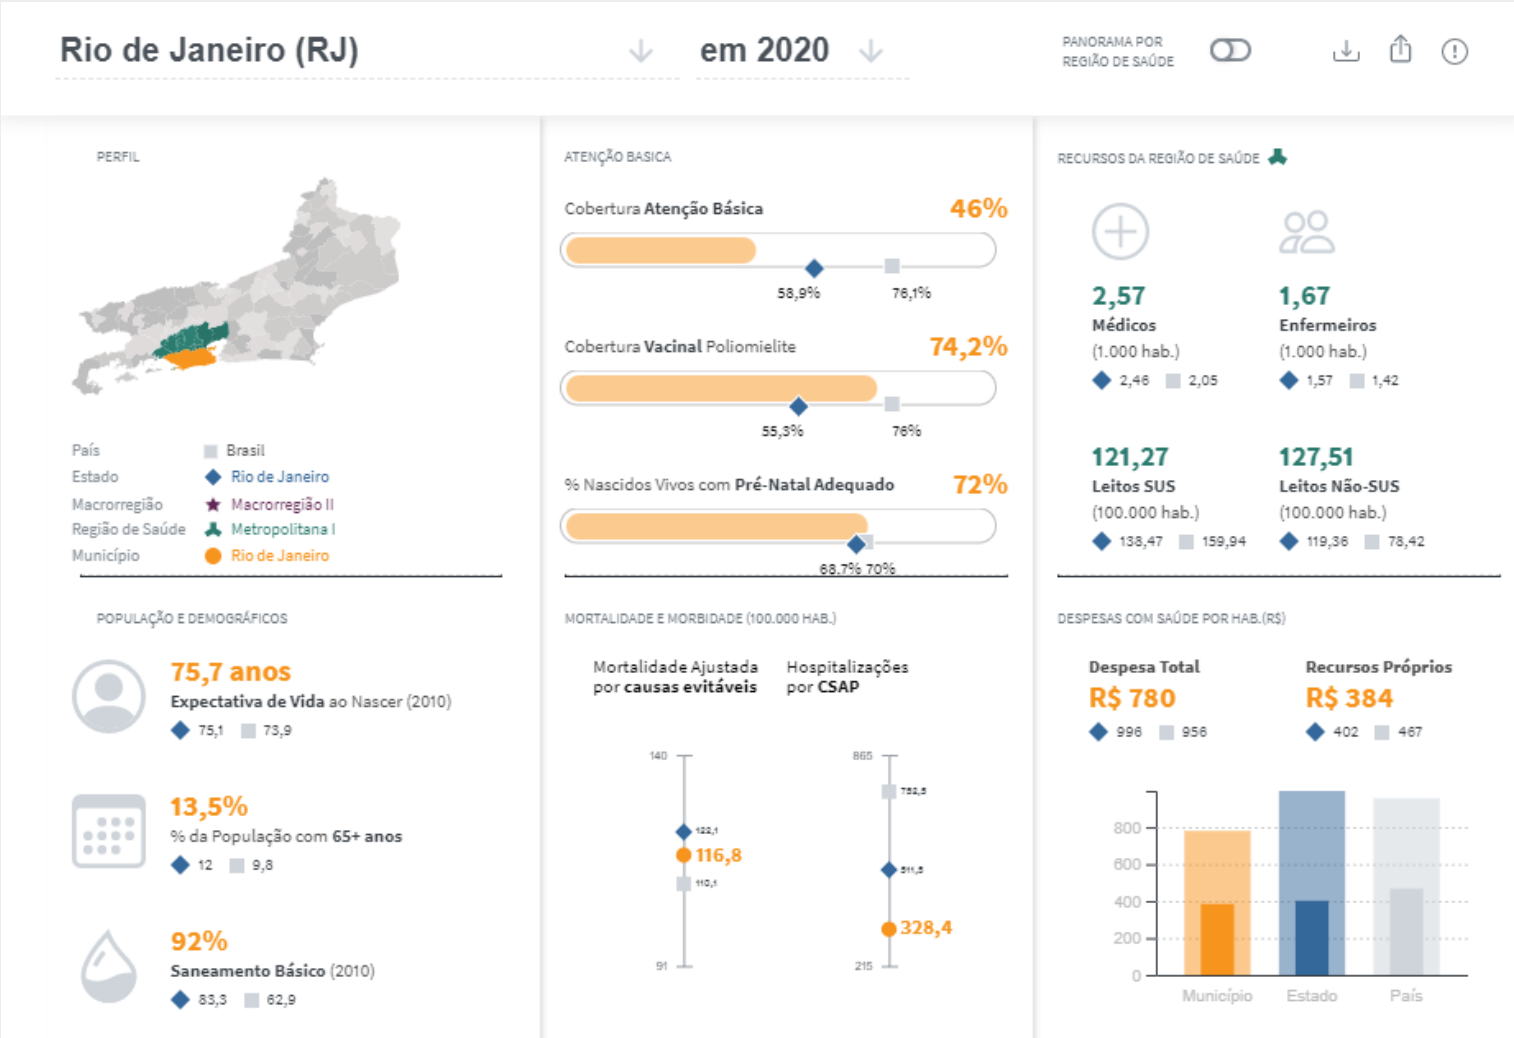 Rio de Janeiro (RJ)
em 2020
PANORAMA POR
REGIÃO DE SAÚDE
PERFIL
País Brasil
Estado Rio de Janeiro
Macrorregião Macrorregião II
Região de Saúde Metropolitana I
Município Rio de Janeiro
ATENÇÃO BASICA
Cobertura Atenção Básica 46%
58,9% 76,1%
Cobertura Vacinal Poliomielite 74,2%
55,3% 76%
% Nascidos Vivos com Pré-Natal Adequado 72%
68.7% 70%
RECURSOS DA REGIÃO DE SAÚDE
2,57
Médicos
(1.000 hab.)
2,46 2,05
1,67
Enfermeiros
(1.000 hab.)
1,57 1,42
121,27
Leitos SUS
(100.000 hab.)
138,47 159,94
127,51
Leitos Não-SUS
(100.000 hab.)
119,36 78,42
POPULAÇÃO E DEMOGRÁFICOS
75,7 anos
Expectativa de Vida ao Nascer (2010)
75,1 73,9
13,5%
% da População com 65+ anos
12 9,8
92%
Saneamento Básico (2010)
83,3 62,9
MORTALIDADE E MORBIDADE (100.000 HAB.)
Mortalidade Ajustada
por causas evitáveis
140
122,1
116,8
110,1
91
Hospitalizações
por CSAP
865
752,5
511,5
328,4
215
DESPESAS COM SAÚDE POR HAB.(R$)
Despesa Total
R$ 780
996 956
Recursos Próprios
R$ 384
402 467
800
600
400
200
0
Município Estado País